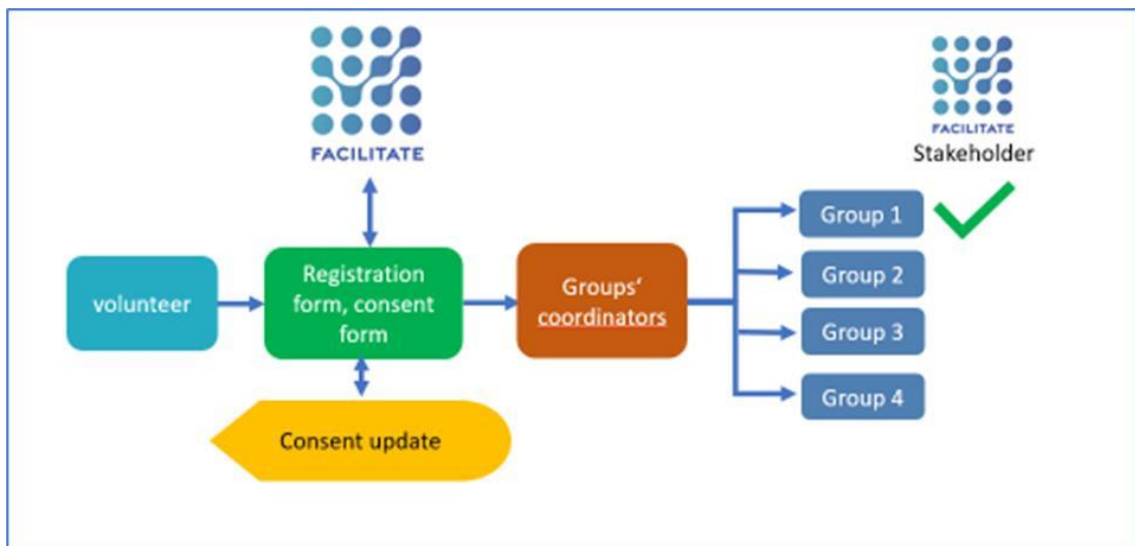 FACILITATE
FACILITATE
Stakeholder
volunteer
Registration
form, consent
form
Groups‘
coordinators
Group 1
Group 2
Group 3
Group 4
Consent update